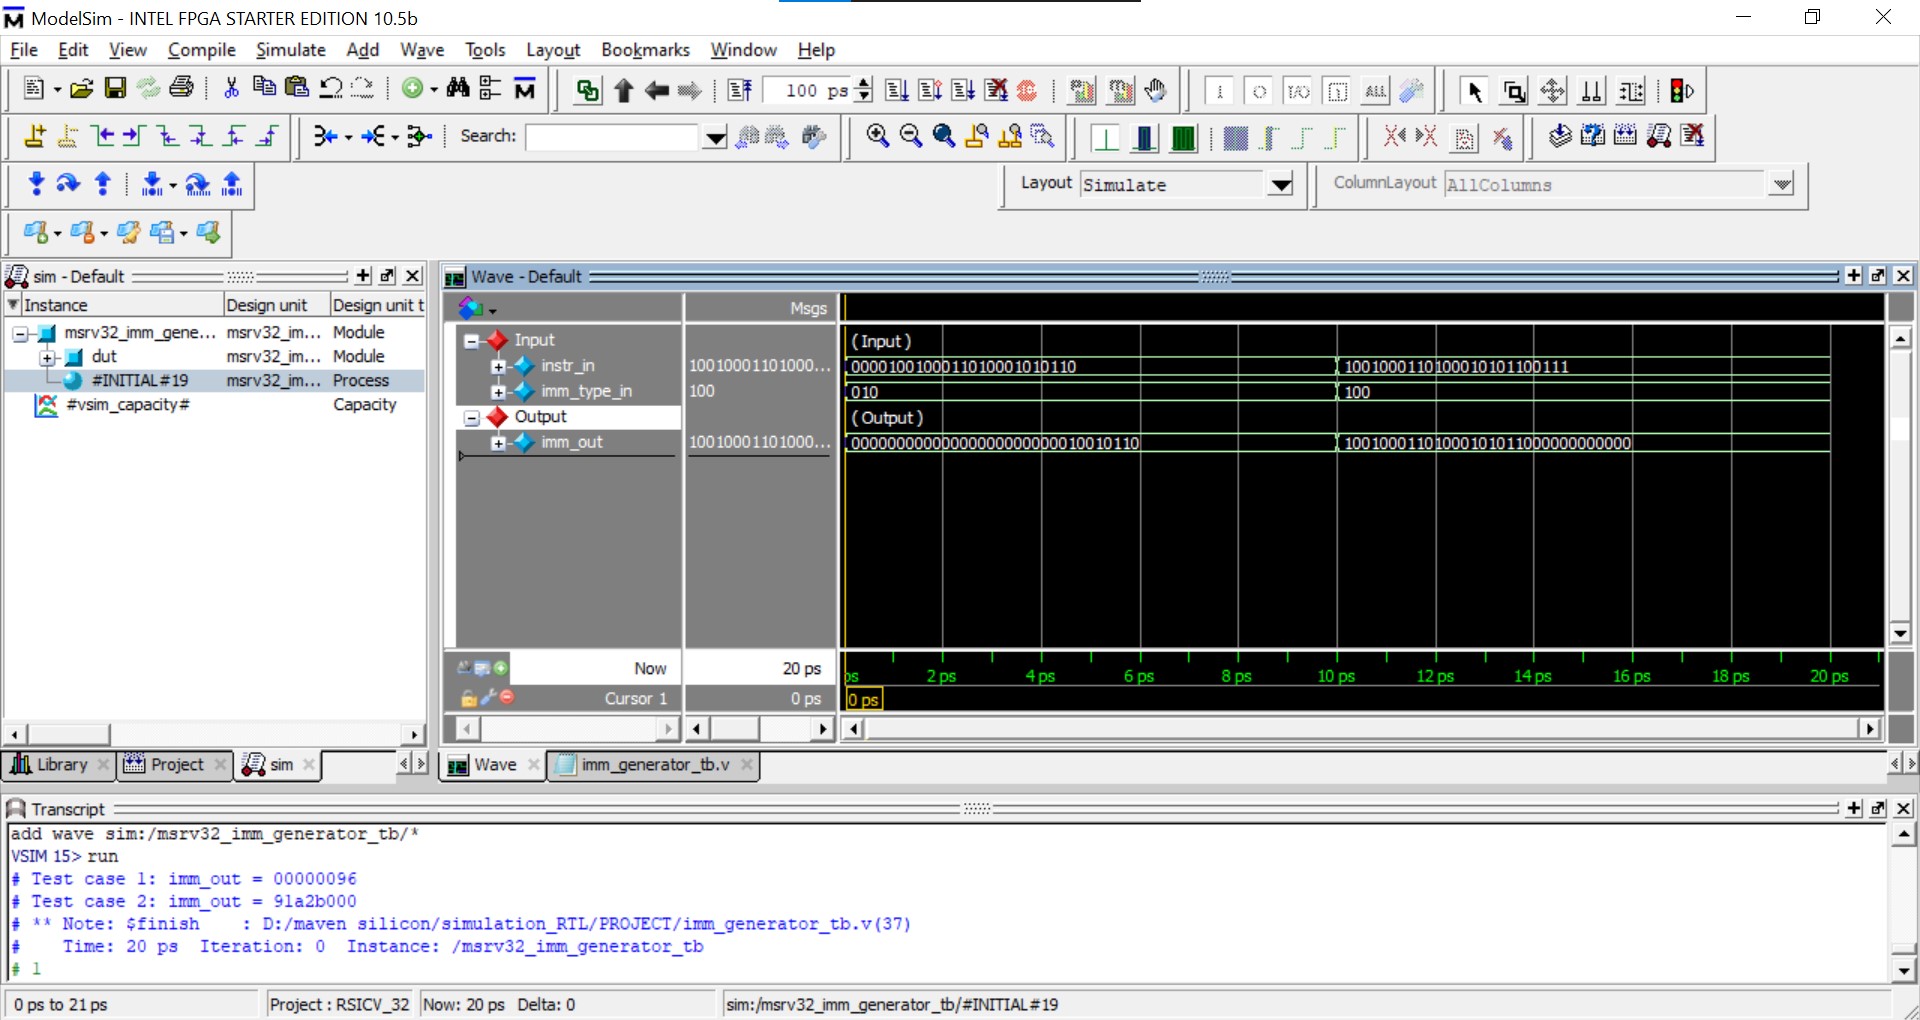 ModelSim - INTEL FPGA STARTER EDITION 10.5b
File Edit View Compile Simulate Add Wave Tools Layout Bookmarks Window Help
100 ps
Search:
Layout Simulate
ColumnLayout AllColumns
sim - Default
Instance Design unit Design unit t
msrv32_imm_gene... msrv32_im... Module
dut msrv32_im... Module
#INITIAL#19 msrv32_im... Process
#vsim_capacity# Capacity
Library Project sim
Wave - Default
Msgs
Input (Input)
instr_in 10010001101000... 00001001000110100010101​10 10010001101000101011​00111
imm_type_in 100 010 100
Output (Output)
imm_out 10010001101000... 00000000000000000000000010010110 10010001101000101011000000000000
Now 20 ps
ps 2 ps 4 ps 6 ps 8 ps 10 ps 12 ps 14 ps 16 ps 18 ps 20 ps
Cursor 1 0 ps 0 ps
Wave imm_generator_tb.v
Transcript
add wave sim:/msrv32_imm_generator_tb/*
VSIM 15> run
# Test case 1: imm_out = 00000096
# Test case 2: imm_out = 91a2b000
# ** Note: $finish    : D:/maven silicon/simulation_RTL/PROJECT/imm_generator_tb.v(37)
#    Time: 20 ps  Iteration: 0  Instance: /msrv32_imm_generator_tb
# 1
0 ps to 21 ps Project : RSICV_32 Now: 20 ps Delta: 0 sim:/msrv32_imm_generator_tb/#INITIAL#19